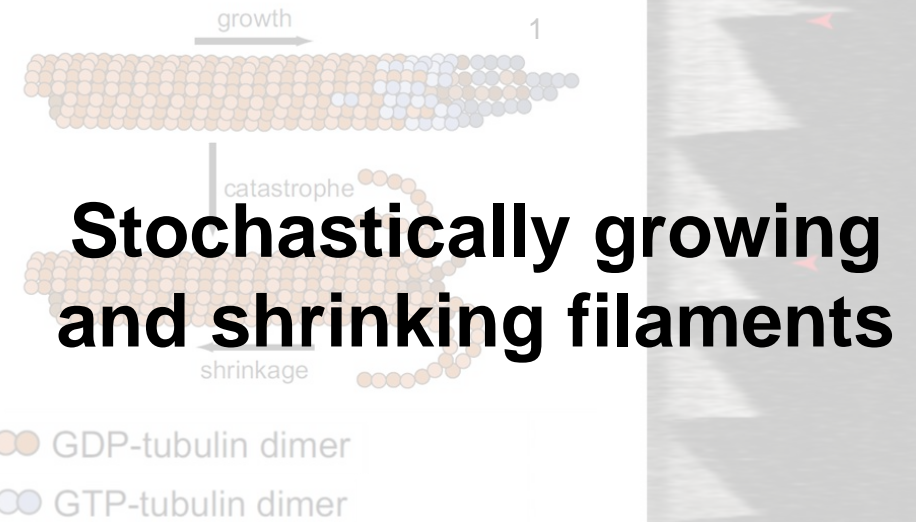 growth
1
catastrophe
Stochastically growing
and shrinking filaments
shrinkage
GDP-tubulin dimer
GTP-tubulin dimer